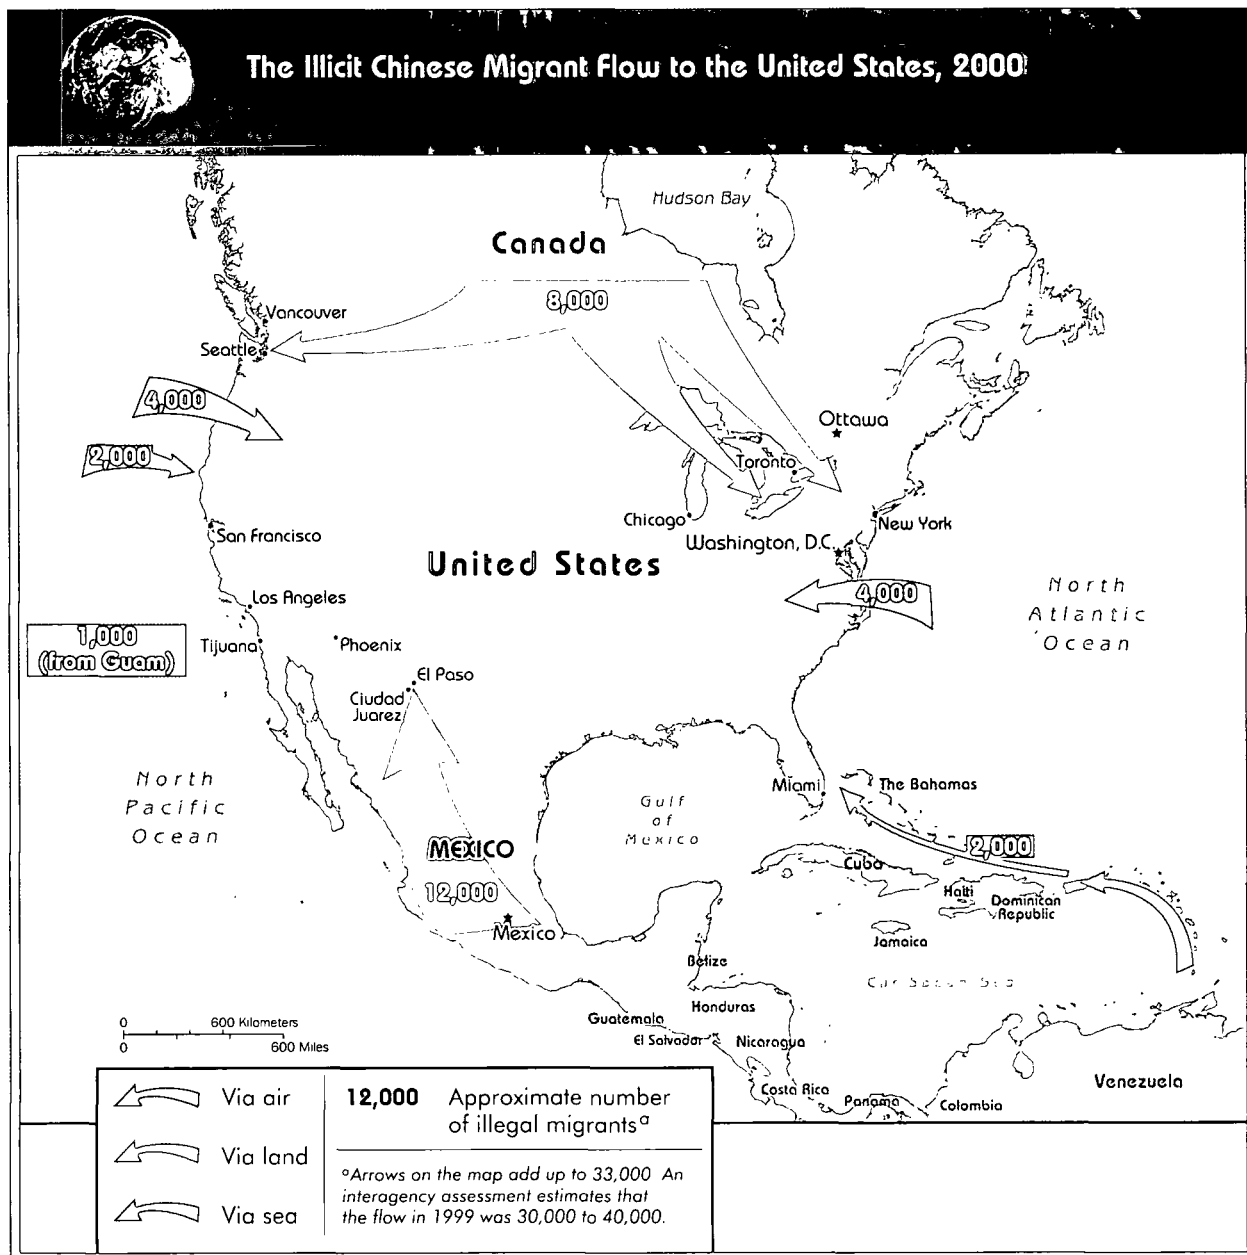 The Illicit Chinese Migrant Flow to the United States, 2000
Hudson Bay
Canada
8,000
Vancouver
Seattle
4,000
2,000
Ottawa
Toronto
Chicago
New York
San Francisco
Washington, D.C.
United States
4,000
North
Atlantic
Ocean
Los Angeles
1,000
(from Guam)
Tijuana
Phoenix
El Paso
Ciudad
Juarez
North
Pacific
Ocean
Gulf
of
Mexico
Miami
The Bahamas
2,000
MEXICO
12,000
Mexico
Cuba
Haiti
Dominican
Republic
Jamaica
Belize
Honduras
Guatemala
El Salvador
Nicaragua
Costa Rica
Panama
Colombia
Venezuela
0 600 Kilometers
0 600 Miles
Via air
Via land
Via sea
12,000 Approximate number
of illegal migrantsᵃ
ᵃArrows on the map add up to 33,000 An
interagency assessment estimates that
the flow in 1999 was 30,000 to 40,000.